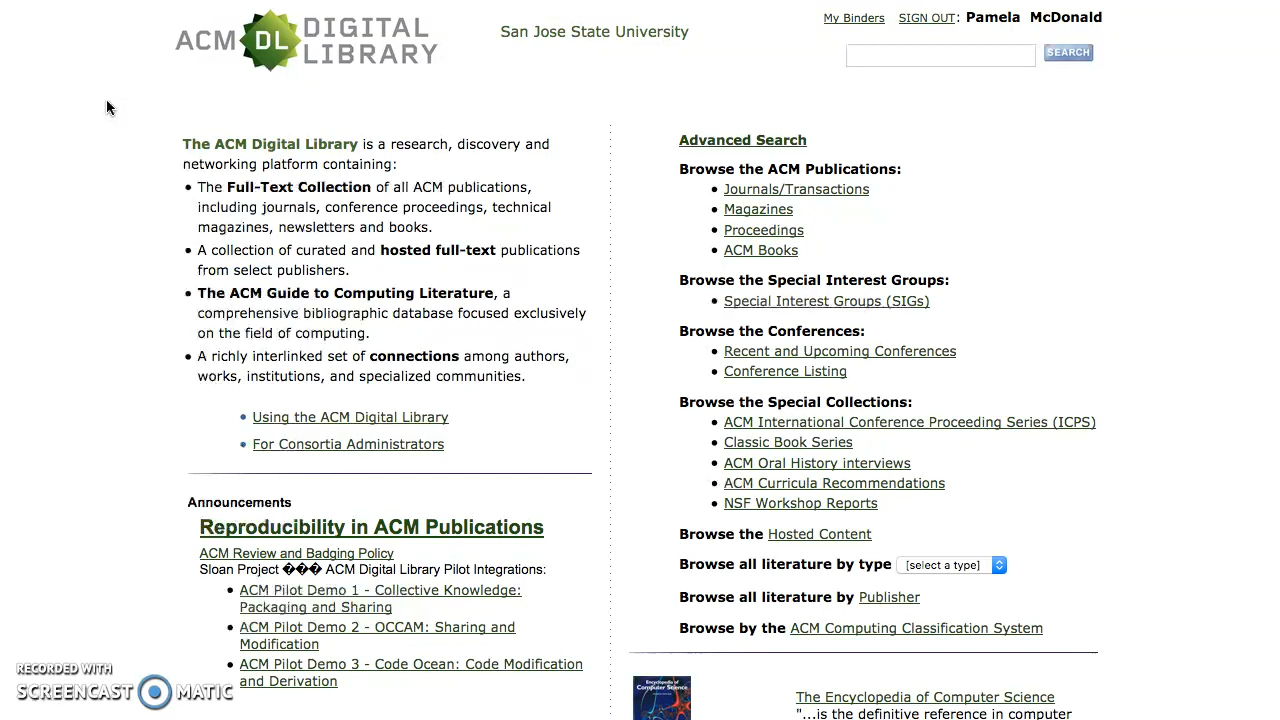 ACM DL DIGITAL LIBRARY
San Jose State University
My Binders SIGN OUT: Pamela McDonald
SEARCH
The ACM Digital Library is a research, discovery and
networking platform containing:
• The Full-Text Collection of all ACM publications,
including journals, conference proceedings, technical
magazines, newsletters and books.
• A collection of curated and hosted full-text publications
from select publishers.
• The ACM Guide to Computing Literature, a
comprehensive bibliographic database focused exclusively
on the field of computing.
• A richly interlinked set of connections among authors,
works, institutions, and specialized communities.
• Using the ACM Digital Library
• For Consortia Administrators
Announcements
Reproducibility in ACM Publications
ACM Review and Badging Policy
Sloan Project ��� ACM Digital Library Pilot Integrations:
• ACM Pilot Demo 1 - Collective Knowledge:
Packaging and Sharing
• ACM Pilot Demo 2 - OCCAM: Sharing and
Modification
• ACM Pilot Demo 3 - Code Ocean: Code Modification
and Derivation
Advanced Search
Browse the ACM Publications:
• Journals/Transactions
• Magazines
• Proceedings
• ACM Books
Browse the Special Interest Groups:
• Special Interest Groups (SIGs)
Browse the Conferences:
• Recent and Upcoming Conferences
• Conference Listing
Browse the Special Collections:
• ACM International Conference Proceeding Series (ICPS)
• Classic Book Series
• ACM Oral History interviews
• ACM Curricula Recommendations
• NSF Workshop Reports
Browse the Hosted Content
Browse all literature by type [select a type]
Browse all literature by Publisher
Browse by the ACM Computing Classification System
Encyclopedia of
Computer Science
The Encyclopedia of Computer Science
"...is the definitive reference in computer
RECORDED WITH
SCREENCAST MATIC